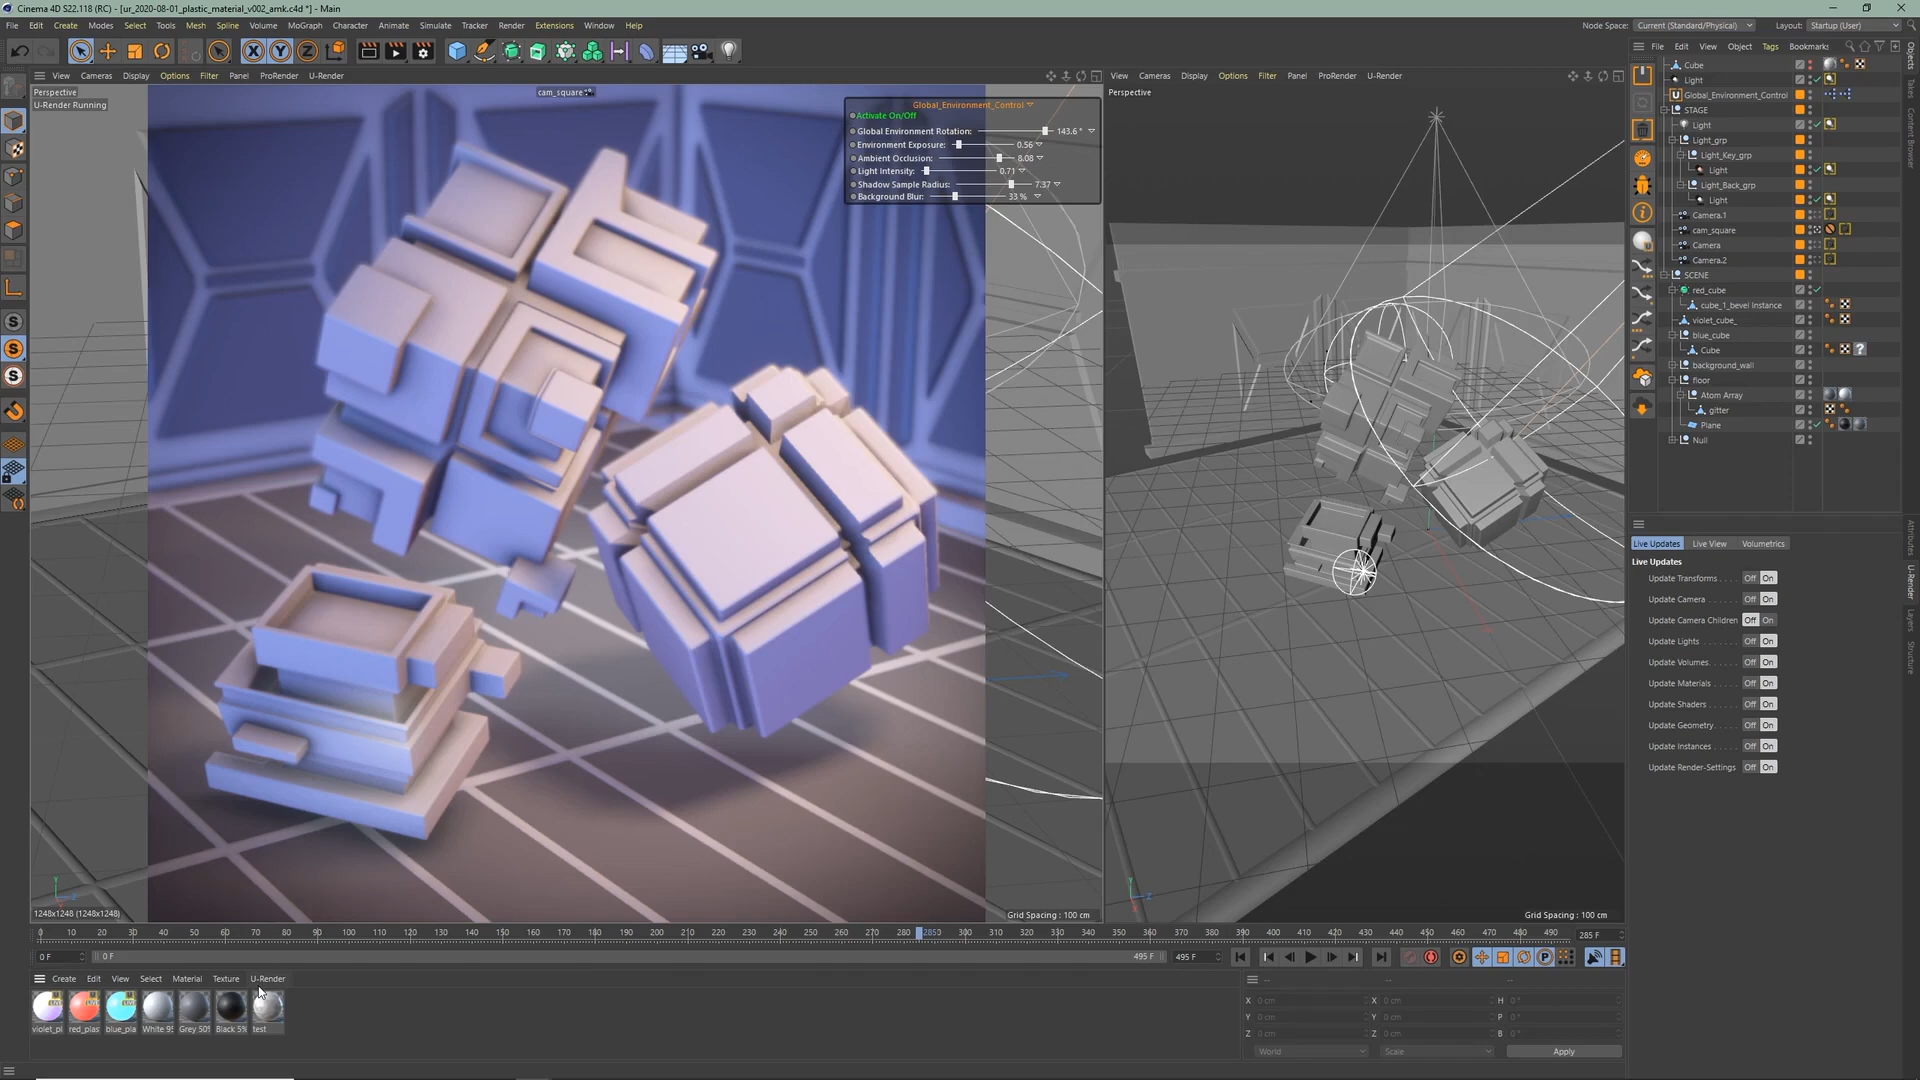 Cinema 4D S22.118 (RC) - [ur_2020-08-01_plastic_material_v002_amk.c4d *] - Main
File Edit Create Modes Select Tools Mesh Spline Volume MoGraph Character Animate Simulate Tracker Render Extensions Window Help
Node Space: Current (Standard/Physical) Layout: Startup (User)
File Edit View Object Tags Bookmarks
View Cameras Display Options Filter Panel ProRender U-Render
View Cameras Display Options Filter Panel ProRender U-Render
Perspective
cam_square
U-Render Running
Perspective
Global_Environment_Control
Activate On/Off
Global Environment Rotation: 143.6°
Environment Exposure: 0.56
Ambient Occlusion: 8.08
Light Intensity: 0.71
Shadow Sample Radius: 7.37
Background Blur: 33 %
Cube
Light
Global_Environment_Control
STAGE
Light
Light_grp
Light_Key_grp
Light
Light_Back_grp
Light
Camera.1
cam_square
Camera
Camera.2
SCENE
red_cube
cube_1_bevel Instance
violet_cube_
blue_cube
Cube
background_wall
floor
Atom Array
gitter
Plane
Null
Objects
Takes
Content Browser
Attributes
U-Render
Layers
Structure
Live Updates Live View Volumetrics
Live Updates
Update Transforms . . . . Off On
Update Camera . . . . . . Off On
Update Camera Children Off On
Update Lights . . . . . . . Off On
Update Volumes. . . . . . Off On
Update Materials . . . . . Off On
Update Shaders . . . . . . Off On
Update Geometry. . . . . Off On
Update Instances . . . . . Off On
Update Render-Settings Off On
1248x1248 (1248x1248)
Grid Spacing : 100 cm
Grid Spacing : 100 cm
0 10 20 30 40 50 60 70 80 90 100 110 120 130 140 150 160 170 180 190 200 210 220 230 240 250 260 270 280 2850 300 310 320 330 340 350 360 370 380 390 400 410 420 430 440 450 460 470 480 490
285 F
0 F
0 F
495 F
495 F
Create Edit View Select Material Texture U-Render
violet_pl red_plas blue_pla White 9 Grey 50 Black 5% test
X 0 cm X 0 cm H 0 °
Y 0 cm Y 0 cm P 0 °
Z 0 cm Z 0 cm B 0 °
World Scale Apply